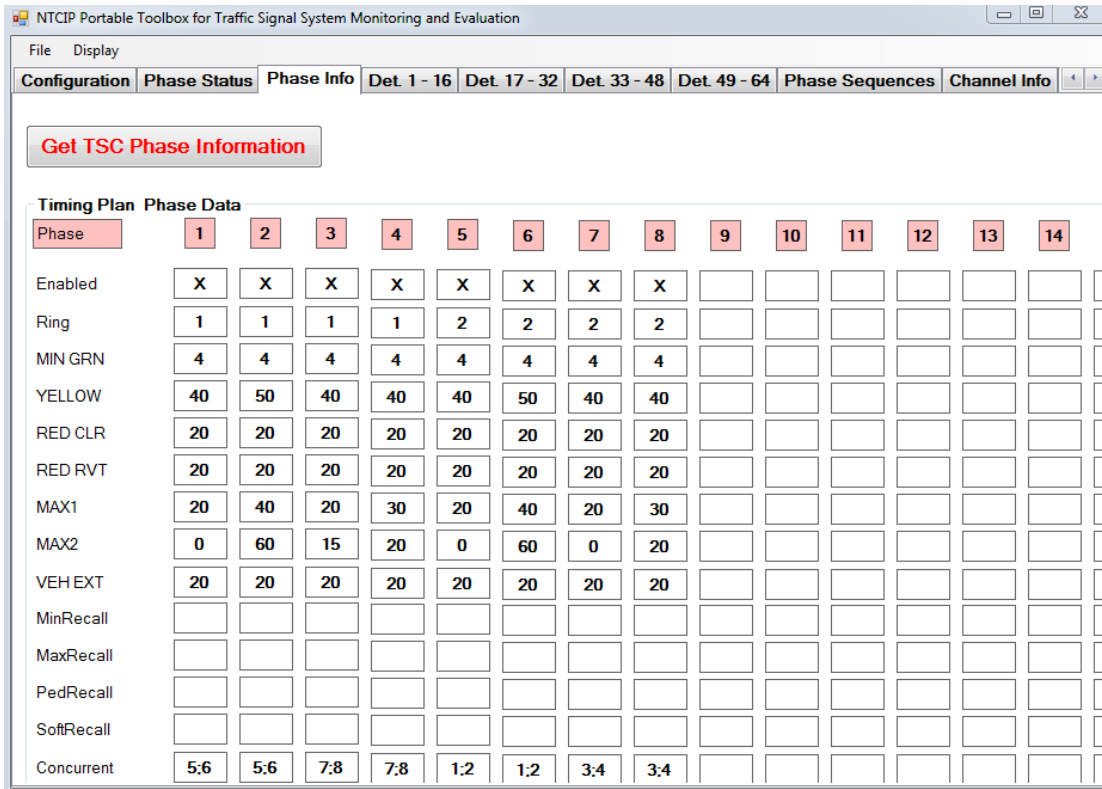 NTCIP Portable Toolbox for Traffic Signal System Monitoring and Evaluation
File Display
Configuration Phase Status Phase Info Det. 1 - 16 Det. 17 - 32 Det. 33 - 48 Det. 49 - 64 Phase Sequences Channel Info
Get TSC Phase Information
Timing Plan Phase Data
Phase 1 2 3 4 5 6 7 8 9 10 11 12 13 14
Enabled X X X X X X X X
Ring 1 1 1 1 2 2 2 2
MIN GRN 4 4 4 4 4 4 4 4
YELLOW 40 50 40 40 40 50 40 40
RED CLR 20 20 20 20 20 20 20 20
RED RVT 20 20 20 20 20 20 20 20
MAX1 20 40 20 30 20 40 20 30
MAX2 0 60 15 20 0 60 0 20
VEH EXT 20 20 20 20 20 20 20 20
MinRecall
MaxRecall
PedRecall
SoftRecall
Concurrent 5;6 5;6 7;8 7;8 1;2 1;2 3;4 3;4